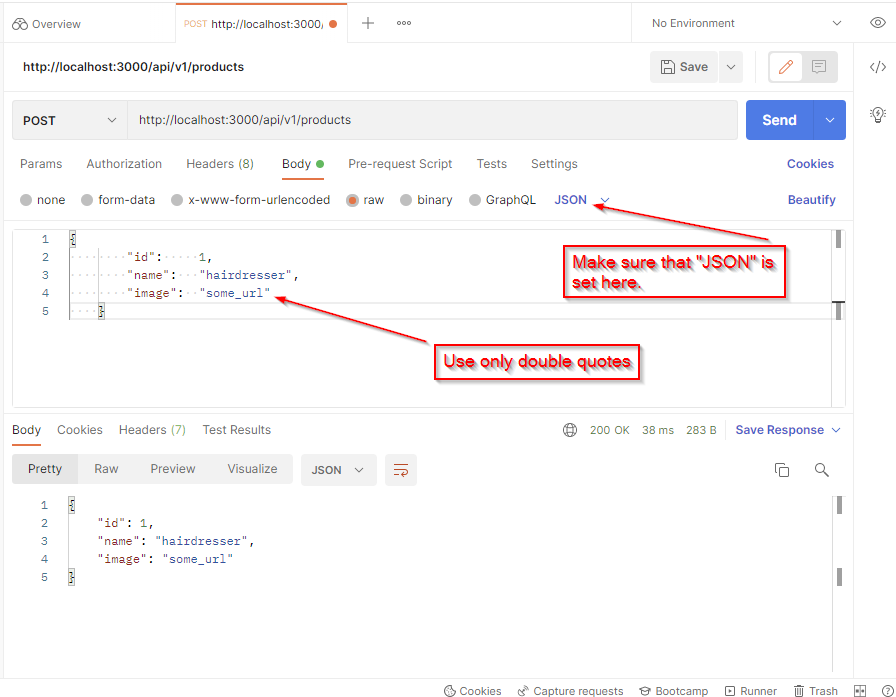 Overview
POST http://localhost:3000/
No Environment
http://localhost:3000/api/v1/products
Save
POST
http://localhost:3000/api/v1/products
Send
Params Authorization Headers (8) Body Pre-request Script Tests Settings Cookies
none form-data x-www-form-urlencoded raw binary GraphQL JSON Beautify
1 {
2 "id": 1,
3 "name": "hairdresser",
4 "image": "some_url"
5 }
Make sure that "JSON" is
set here.
Use only double quotes
Body Cookies Headers (7) Test Results 200 OK 38 ms 283 B Save Response
Pretty Raw Preview Visualize JSON
1 {
2 "id": 1,
3 "name": "hairdresser",
4 "image": "some_url"
5 }
Cookies Capture requests Bootcamp Runner Trash